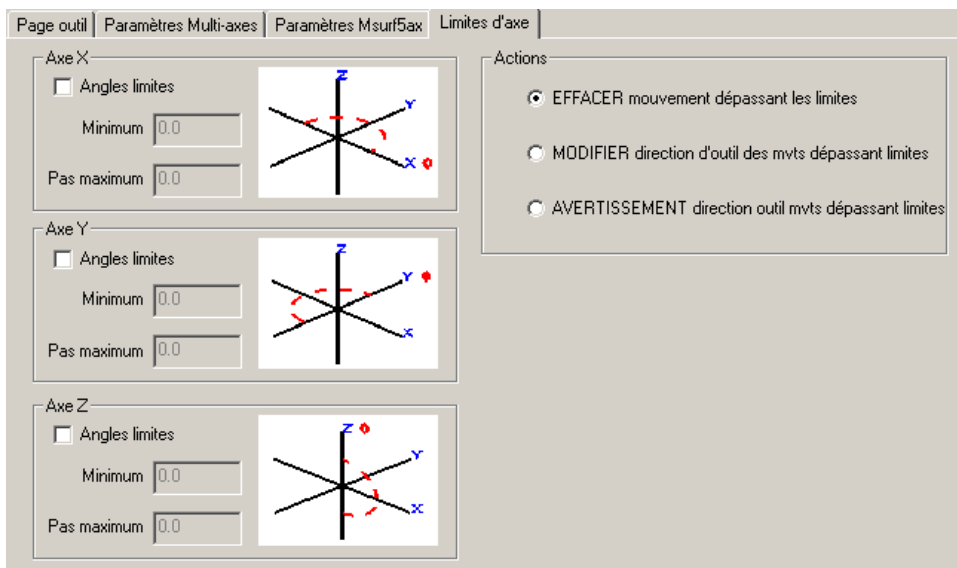 Page outil Paramètres Multi-axes Paramètres Msurf5ax Limites d'axe
Axe X
Angles limites
Minimum 0.0
Pas maximum 0.0
Z
Y
X 0
Axe Y
Angles limites
Minimum 0.0
Pas maximum 0.0
Z
Y 0
X
Axe Z
Angles limites
Minimum 0.0
Pas maximum 0.0
Z 0
Y
X
Actions
EFFACER mouvement dépassant les limites
MODIFIER direction d'outil des mvts dépassant limites
AVERTISSEMENT direction outil mvts dépassant limites